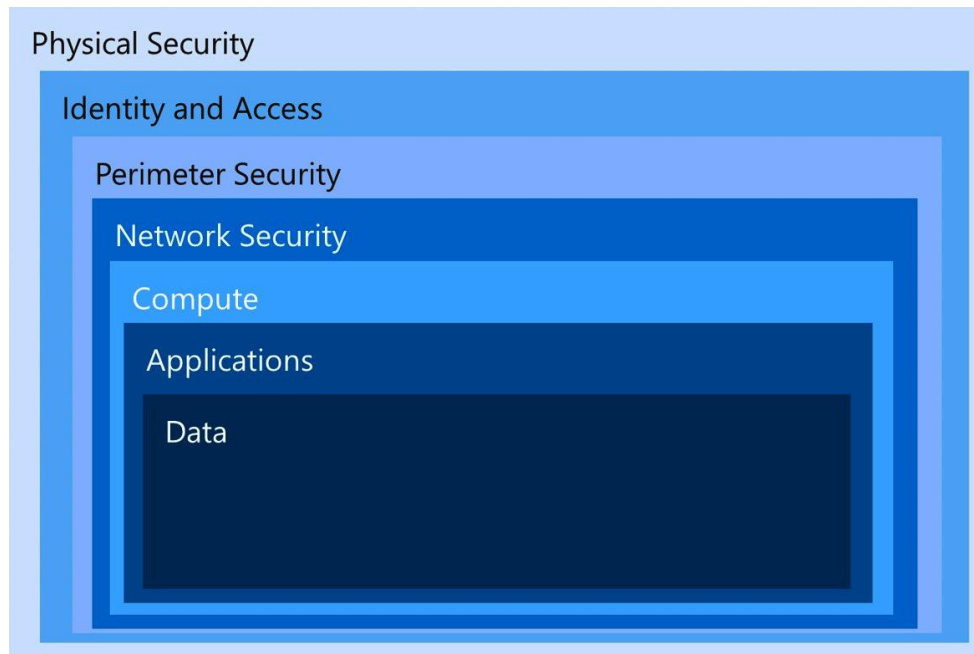 Physical Security
Identity and Access
Perimeter Security
Network Security
Compute
Applications
Data